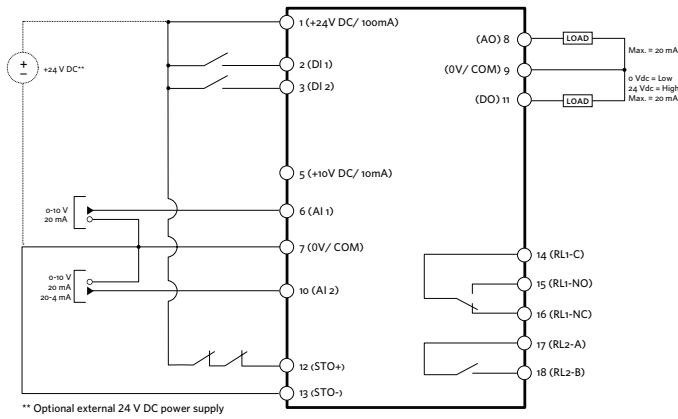 1 (+24V DC/ 100mA)
2 (DI 1)
3 (DI 2)
5 (+10V DC/ 10mA)
6 (AI 1)
7 (0V/ COM)
10 (AI 2)
12 (STO+)
13 (STO-)
+
−
+24 V DC**
0-10 V
20 mA
0-10 V
20 mA
20-4 mA
(AO) 8
(0V/ COM) 9
(DO) 11
LOAD
LOAD
Max. = 20 mA
0 Vdc = Low
24 Vdc = High
Max. = 20 mA
14 (RL1-C)
15 (RL1-NO)
16 (RL1-NC)
17 (RL2-A)
18 (RL2-B)
** Optional external 24 V DC power supply